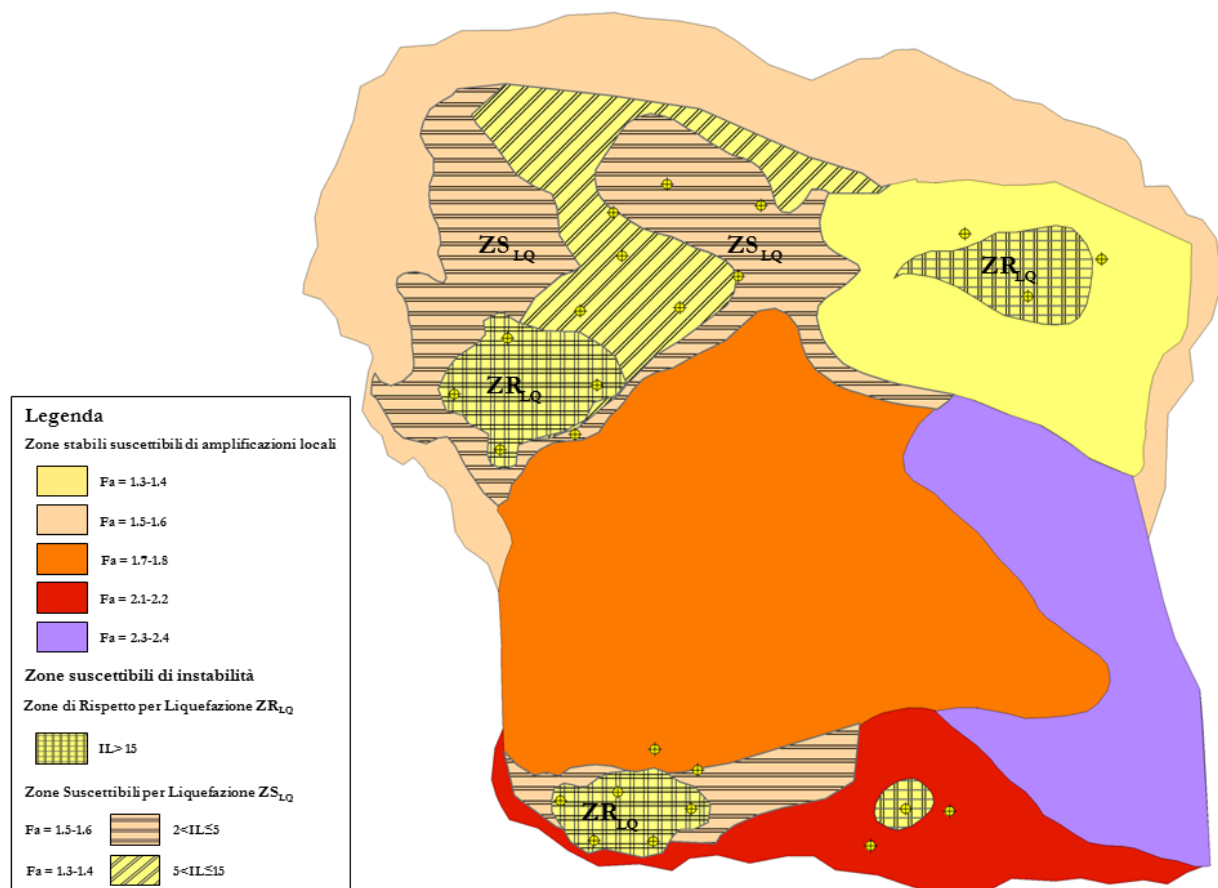 ZS LQ
ZS LQ
ZR LQ
ZR LQ
ZR LQ
Legenda
Zone stabili suscettibili di amplificazioni locali
Fa = 1.3-1.4
Fa = 1.5-1.6
Fa = 1.7-1.8
Fa = 2.1-2.2
Fa = 2.3-2.4
Zone suscettibili di instabilità
Zone di Rispetto per Liquefazione ZR LQ
IL> 15
Zone Suscettibili per Liquefazione ZS LQ
Fa = 1.5-1.6 2<IL≤5
Fa = 1.3-1.4 5<IL≤15